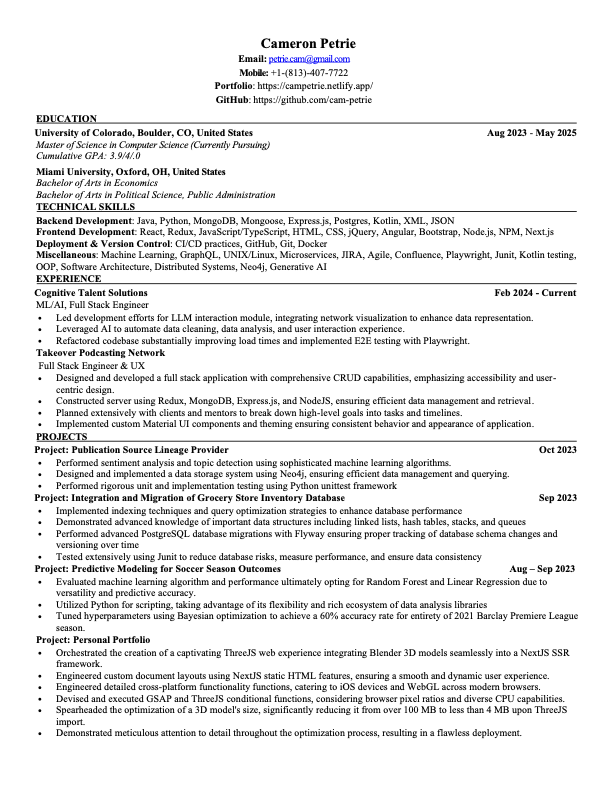 Cameron Petrie
Email: petrie.cam@gmail.com
Mobile: +1-(813)-407-7722
Portfolio: https://campetrie.netlify.app/
GitHub: https://github.com/cam-petrie
EDUCATION
University of Colorado, Boulder, CO, United States Aug 2023 - May 2025
Master of Science in Computer Science (Currently Pursuing)
Cumulative GPA: 3.9/4/.0
Miami University, Oxford, OH, United States
Bachelor of Arts in Economics
Bachelor of Arts in Political Science, Public Administration
TECHNICAL SKILLS
Backend Development: Java, Python, MongoDB, Mongoose, Express.js, Postgres, Kotlin, XML, JSON
Frontend Development: React, Redux, JavaScript/TypeScript, HTML, CSS, jQuery, Angular, Bootstrap, Node.js, NPM, Next.js
Deployment & Version Control: CI/CD practices, GitHub, Git, Docker
Miscellaneous: Machine Learning, GraphQL, UNIX/Linux, Microservices, JIRA, Agile, Confluence, Playwright, Junit, Kotlin testing,
OOP, Software Architecture, Distributed Systems, Neo4j, Generative AI
EXPERIENCE
Cognitive Talent Solutions Feb 2024 - Current
ML/AI, Full Stack Engineer
• Led development efforts for LLM interaction module, integrating network visualization to enhance data representation.
• Leveraged AI to automate data cleaning, data analysis, and user interaction experience.
• Refactored codebase substantially improving load times and implemented E2E testing with Playwright.
Takeover Podcasting Network
Full Stack Engineer & UX
• Designed and developed a full stack application with comprehensive CRUD capabilities, emphasizing accessibility and user-
centric design.
• Constructed server using Redux, MongoDB, Express.js, and NodeJS, ensuring efficient data management and retrieval.
• Planned extensively with clients and mentors to break down high-level goals into tasks and timelines.
• Implemented custom Material UI components and theming ensuring consistent behavior and appearance of application.
PROJECTS
Project: Publication Source Lineage Provider Oct 2023
• Performed sentiment analysis and topic detection using sophisticated machine learning algorithms.
• Designed and implemented a data storage system using Neo4j, ensuring efficient data management and querying.
• Performed rigorous unit and implementation testing using Python unittest framework
Project: Integration and Migration of Grocery Store Inventory Database Sep 2023
• Implemented indexing techniques and query optimization strategies to enhance database performance
• Demonstrated advanced knowledge of important data structures including linked lists, hash tables, stacks, and queues
• Performed advanced PostgreSQL database migrations with Flyway ensuring proper tracking of database schema changes and
versioning over time
• Tested extensively using Junit to reduce database risks, measure performance, and ensure data consistency
Project: Predictive Modeling for Soccer Season Outcomes Aug – Sep 2023
• Evaluated machine learning algorithm and performance ultimately opting for Random Forest and Linear Regression due to
versatility and predictive accuracy.
• Utilized Python for scripting, taking advantage of its flexibility and rich ecosystem of data analysis libraries
• Tuned hyperparameters using Bayesian optimization to achieve a 60% accuracy rate for entirety of 2021 Barclay Premiere League
season.
Project: Personal Portfolio
• Orchestrated the creation of a captivating ThreeJS web experience integrating Blender 3D models seamlessly into a NextJS SSR
framework.
• Engineered custom document layouts using NextJS static HTML features, ensuring a smooth and dynamic user experience.
• Engineered detailed cross-platform functionality functions, catering to iOS devices and WebGL across modern browsers.
• Devised and executed GSAP and ThreeJS conditional functions, considering browser pixel ratios and diverse CPU capabilities.
• Spearheaded the optimization of a 3D model's size, significantly reducing it from over 100 MB to less than 4 MB upon ThreeJS
import.
• Demonstrated meticulous attention to detail throughout the optimization process, resulting in a flawless deployment.